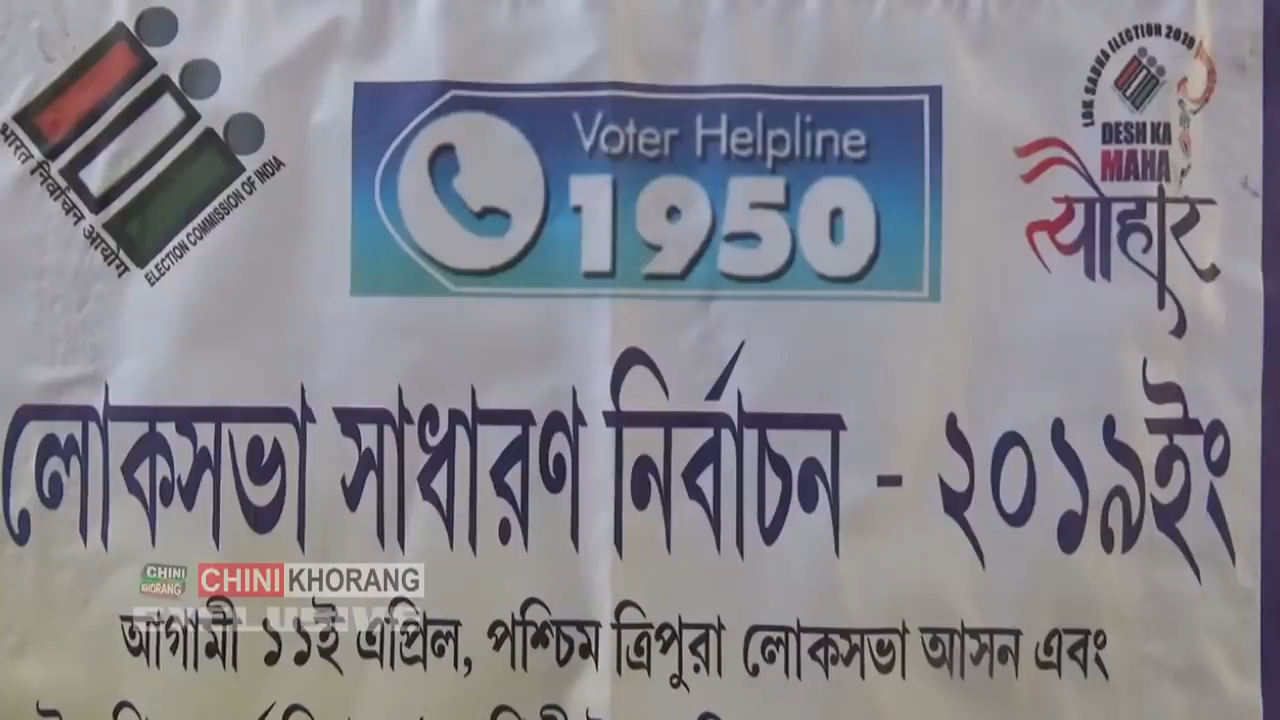 भारत निर्वाचन आयोग
ELECTION COMMISSION OF INDIA
Voter Helpline
1950
LOK SABHA ELECTION 2019
DESH KA
MAHA
त्यौहार
লোকসভা সাধারণ নির্বাচন - ২০১৯ইং
CHINI
KHORANG
CHINI KHORANG
আগামী ১১ই এপ্রিল, পশ্চিম ত্রিপুরা লোকসভা আসন এবং